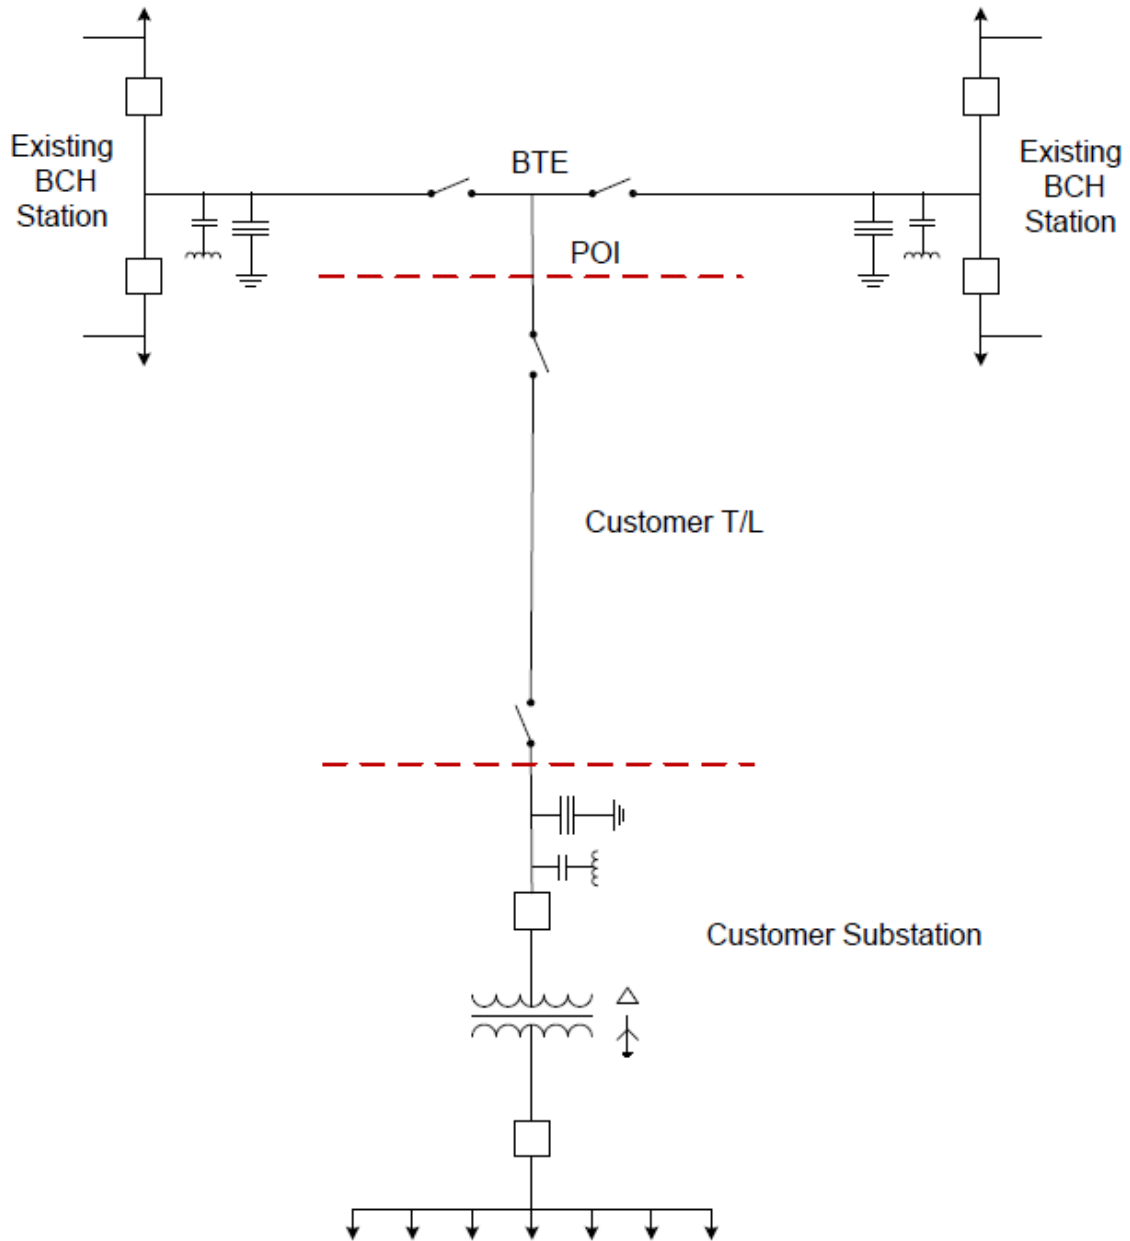 Existing
BCH
Station
BTE
Existing
BCH
Station
POI
Customer T/L
Customer Substation